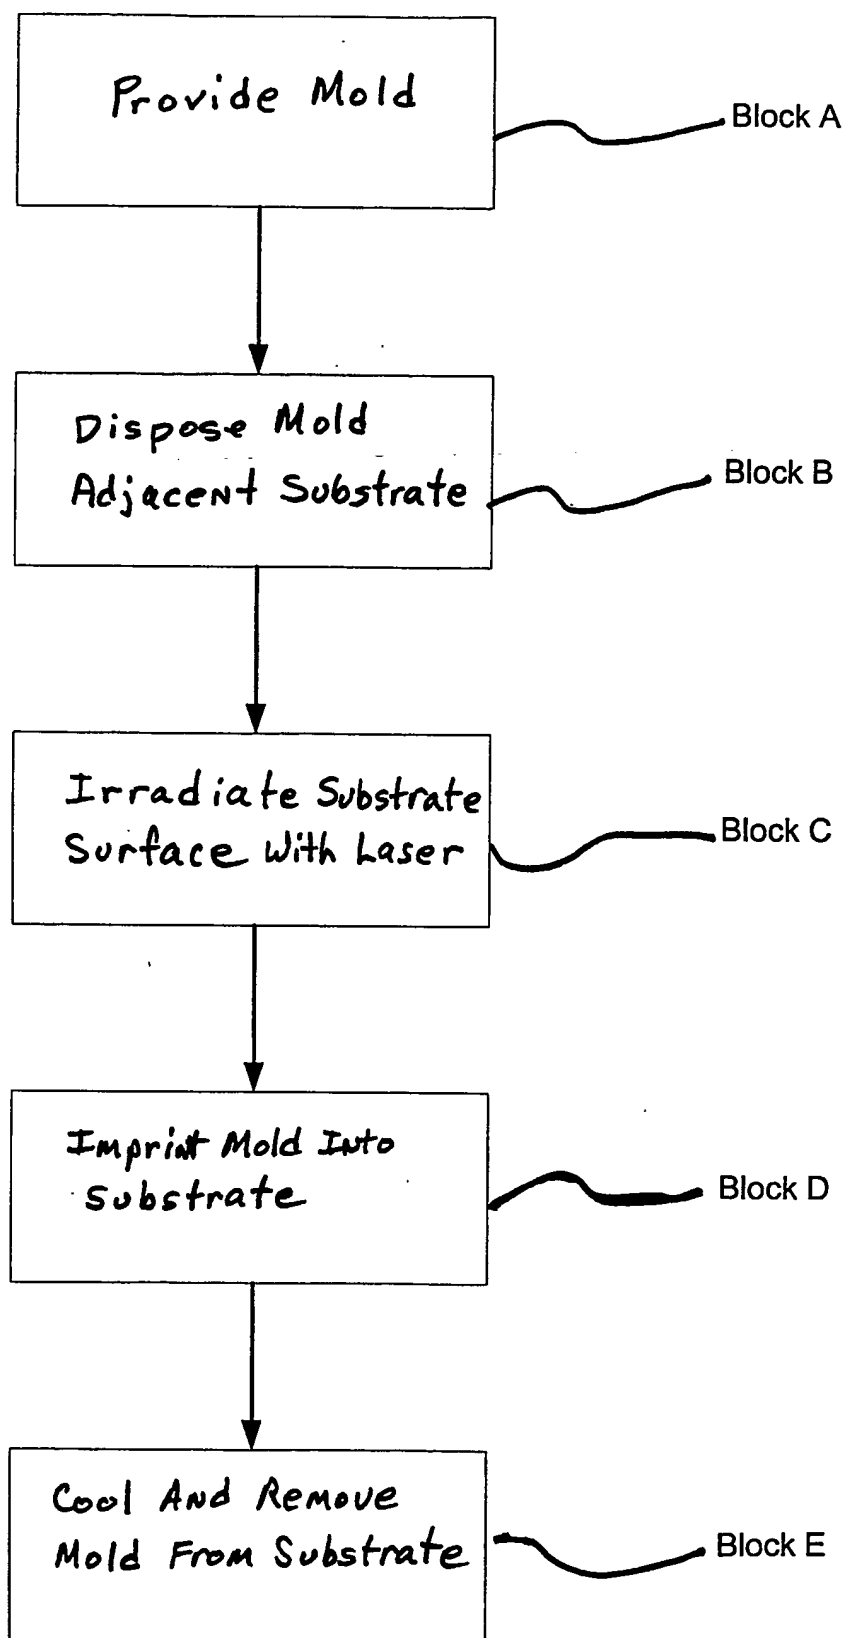 Provide Mold
Block A
Dispose Mold
Adjacent Substrate
Block B
Irradiate Substrate
Surface With Laser
Block C
Imprint Mold Into
Substrate
Block D
Cool And Remove
Mold From Substrate
Block E